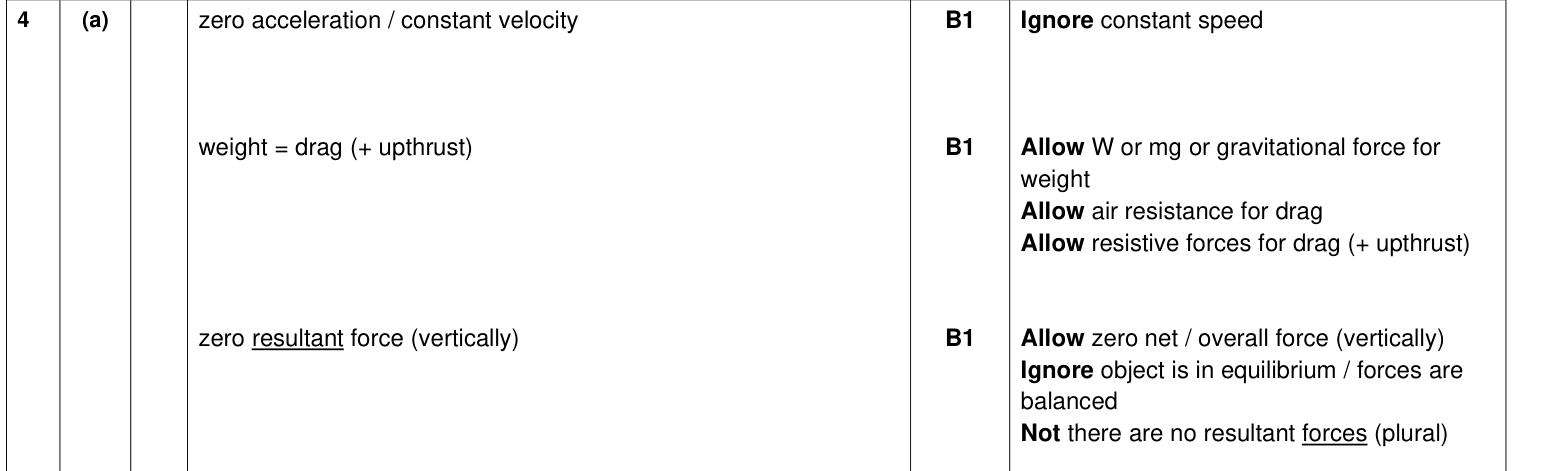 4 (a) zero acceleration / constant velocity B1 Ignore constant speed
weight = drag (+ upthrust) B1 Allow W or mg or gravitational force for
weight
Allow air resistance for drag
Allow resistive forces for drag (+ upthrust)
zero resultant force (vertically) B1 Allow zero net / overall force (vertically)
Ignore object is in equilibrium / forces are
balanced
Not there are no resultant forces (plural)